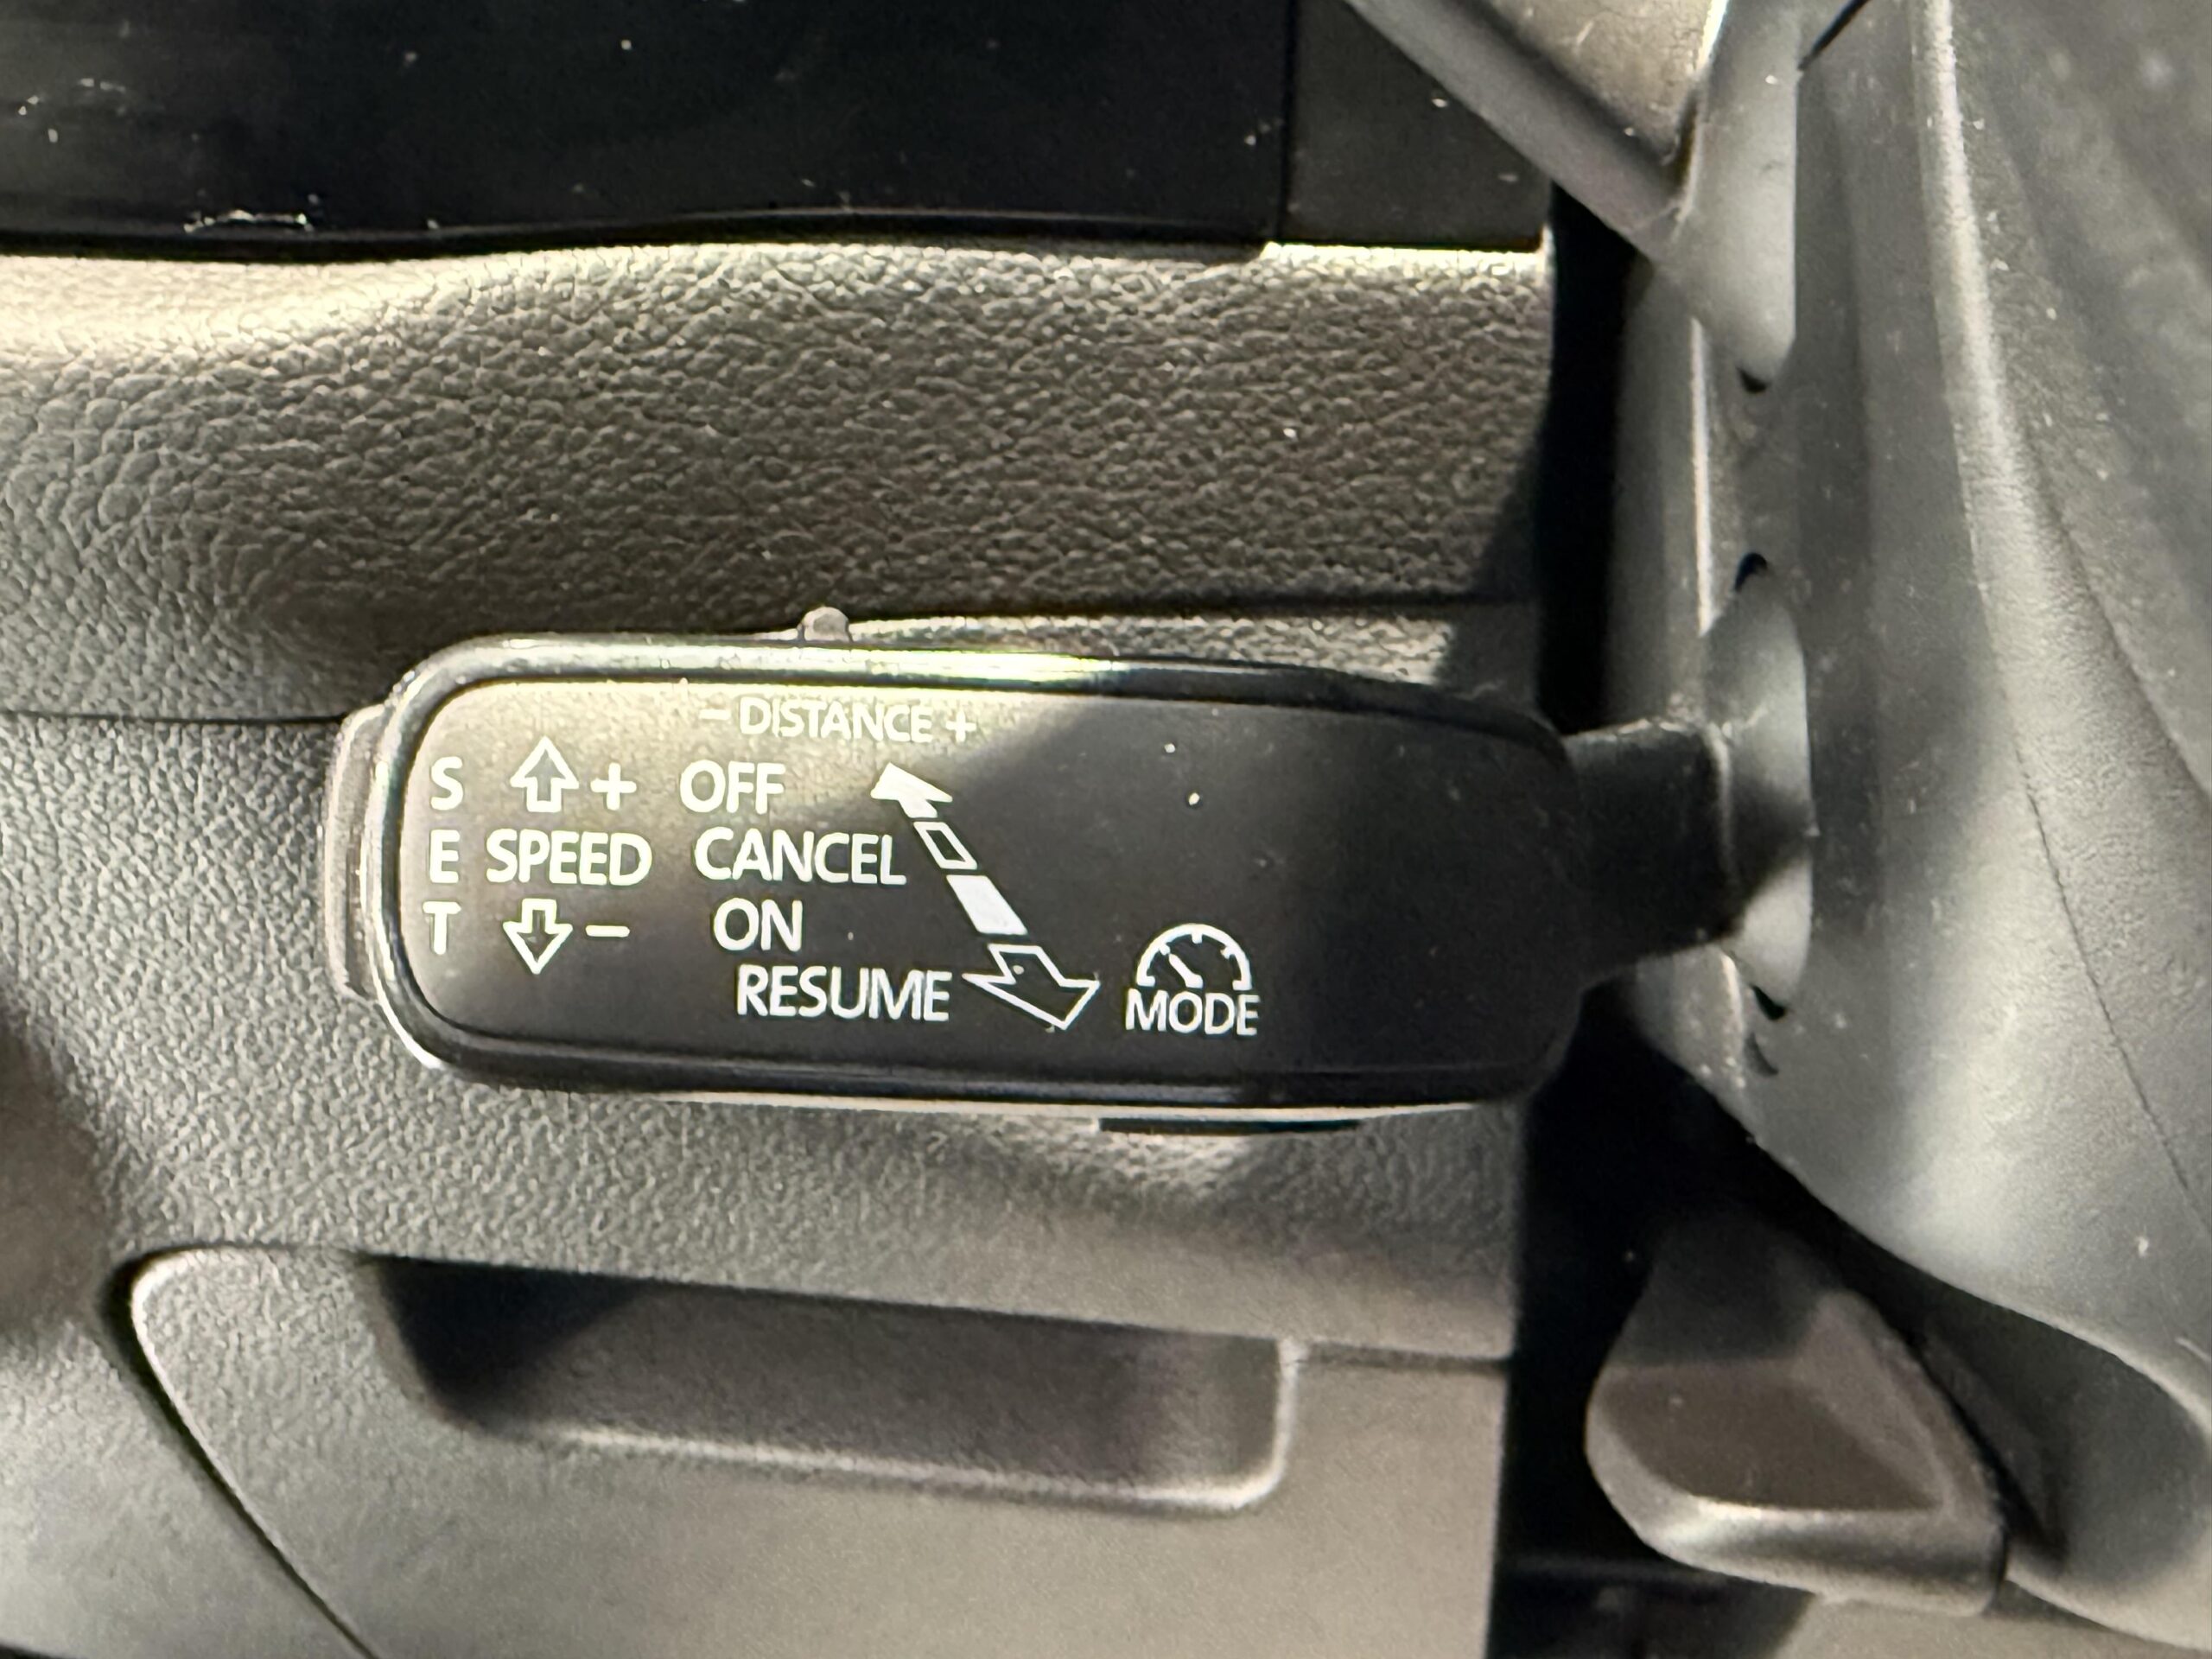 − DISTANCE +
S + OFF
E SPEED CANCEL
T − ON
RESUME
MODE